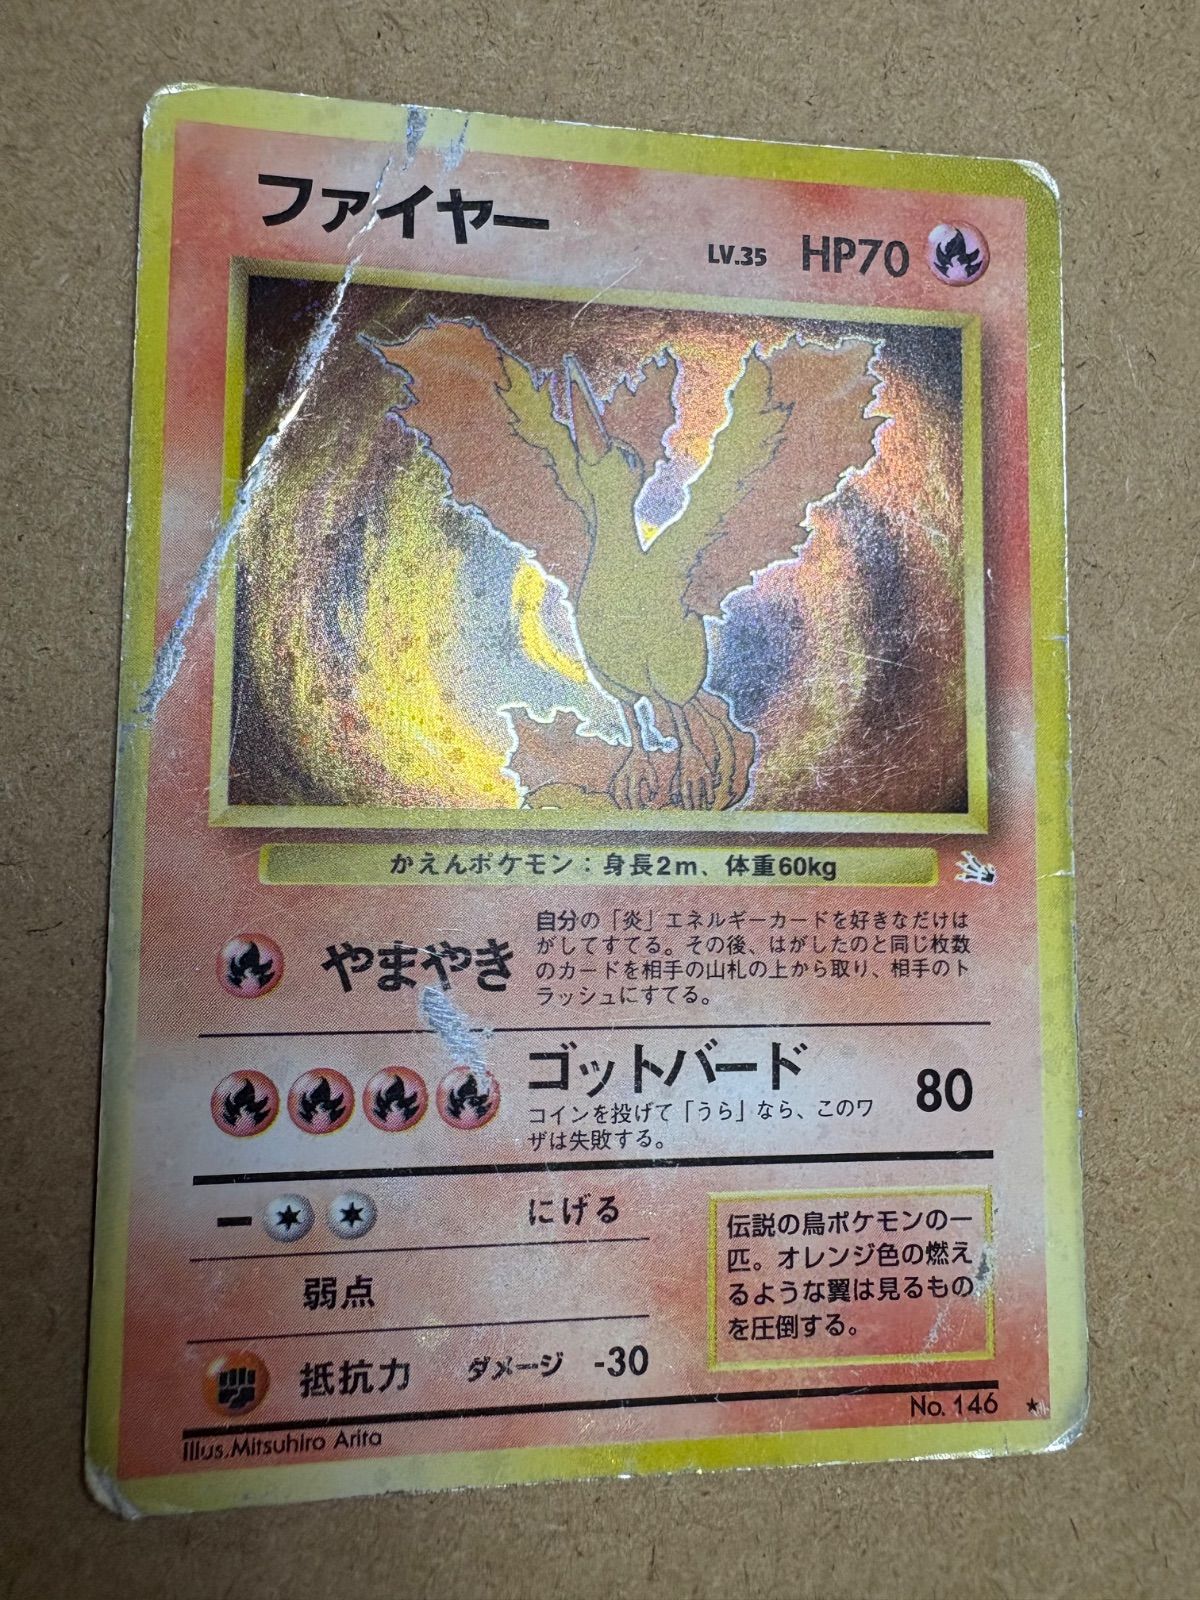 ファイヤー
LV.35 HP70
かえんポケモン：身長2m、体重60kg
やまやき
自分の「炎」エネルギーカードを好きなだけは
がしてすてる。その後、はがしたのと同じ枚数
のカードを相手の山札の上から取り、相手のト
ラッシュにすてる。
ゴッドバード 80
コインを投げて「うら」なら、このワ
ザは失敗する。
にげる
伝説の鳥ポケモンの一
匹。オレンジ色の燃え
るような翼は見るもの
を圧倒する。
弱点
抵抗力 ダメージ -30
No. 146 ★
Illus.Mitsuhiro Arita